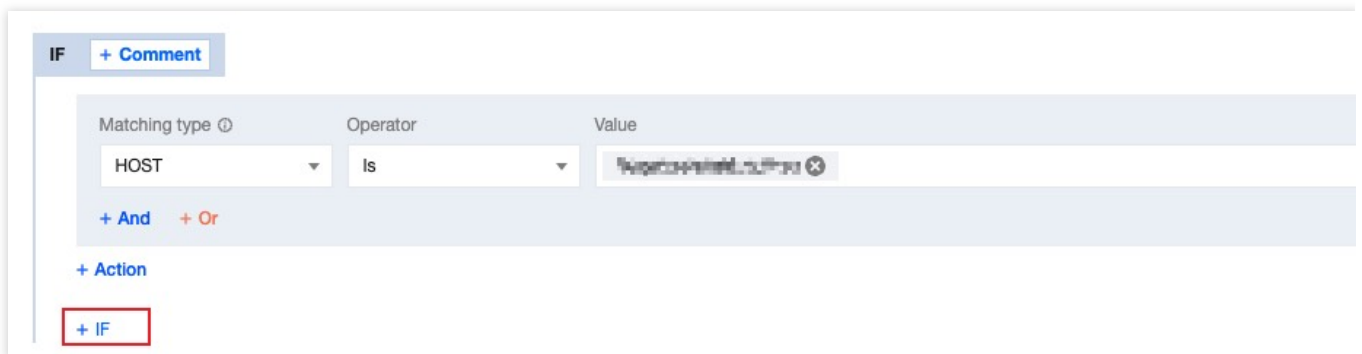 IF + Comment
Matching type Operator Value
HOST Is
+ And + Or
+ Action
+ IF